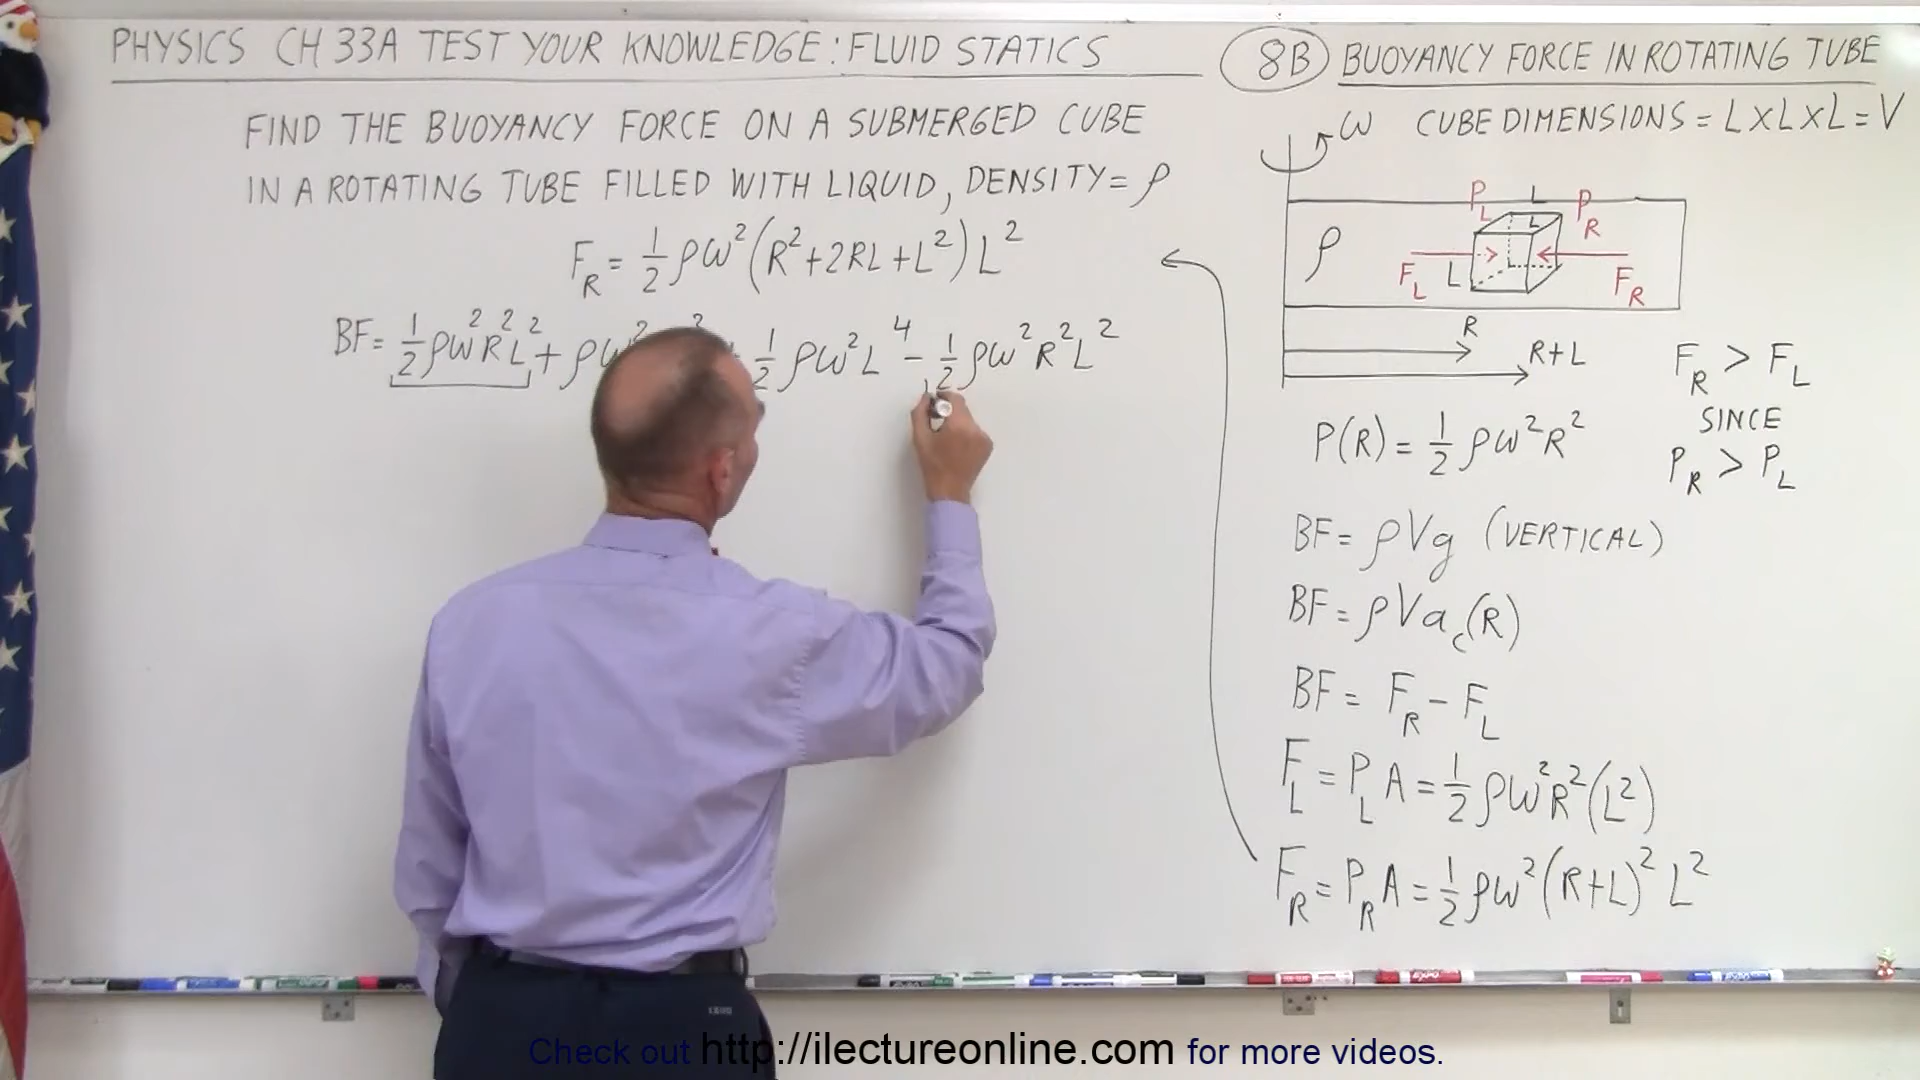 PHYSICS CH 33A TEST YOUR KNOWLEDGE: FLUID STATICS
8B BUOYANCY FORCE IN ROTATING TUBE
FIND THE BUOYANCY FORCE ON A SUBMERGED CUBE
IN A ROTATING TUBE FILLED WITH LIQUID, DENSITY = ρ
F_R = 1/2 ρω²(R²+2RL+L²)L²
BF = 1/2 ρω²R²L² + ρω² 1/2 ρω²L⁴ − 1/2 ρω²R²L²
ω CUBE DIMENSIONS = L×L×L = V
P_L L P_R
L
ρ
F_L L F_R
R
R+L
F_R > F_L
SINCE
P_R > P_L
P(R) = 1/2 ρω²R²
BF = ρVg (VERTICAL)
BF = ρVa_c(R)
BF = F_R − F_L
F_L = P_L A = 1/2 ρω²R²(L²)
F_R = P_R A = 1/2 ρω²(R+L)²L²
Check out http://ilectureonline.com for more videos.